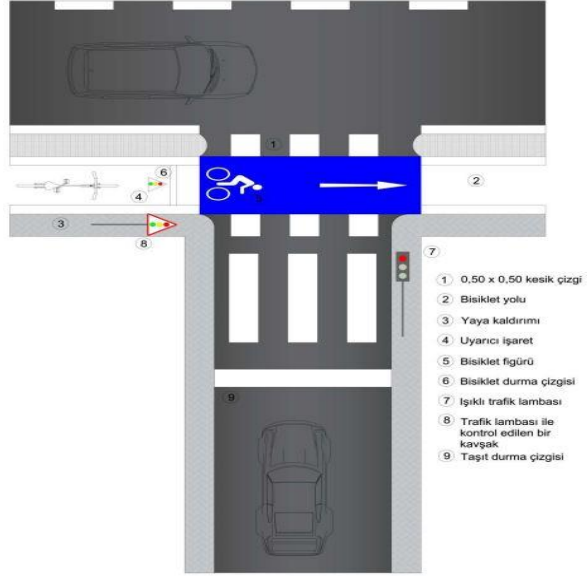 1
6
4
5
2
3
8
7
9
1 0,50 x 0,50 kesik çizgi
2 Bisiklet yolu
3 Yaya kaldırımı
4 Uyarıcı işaret
5 Bisiklet figürü
6 Bisiklet durma çizgisi
7 Işıklı trafik lambası
8 Trafik lambası ile
kontrol edilen bir
kavşak
9 Taşıt durma çizgisi